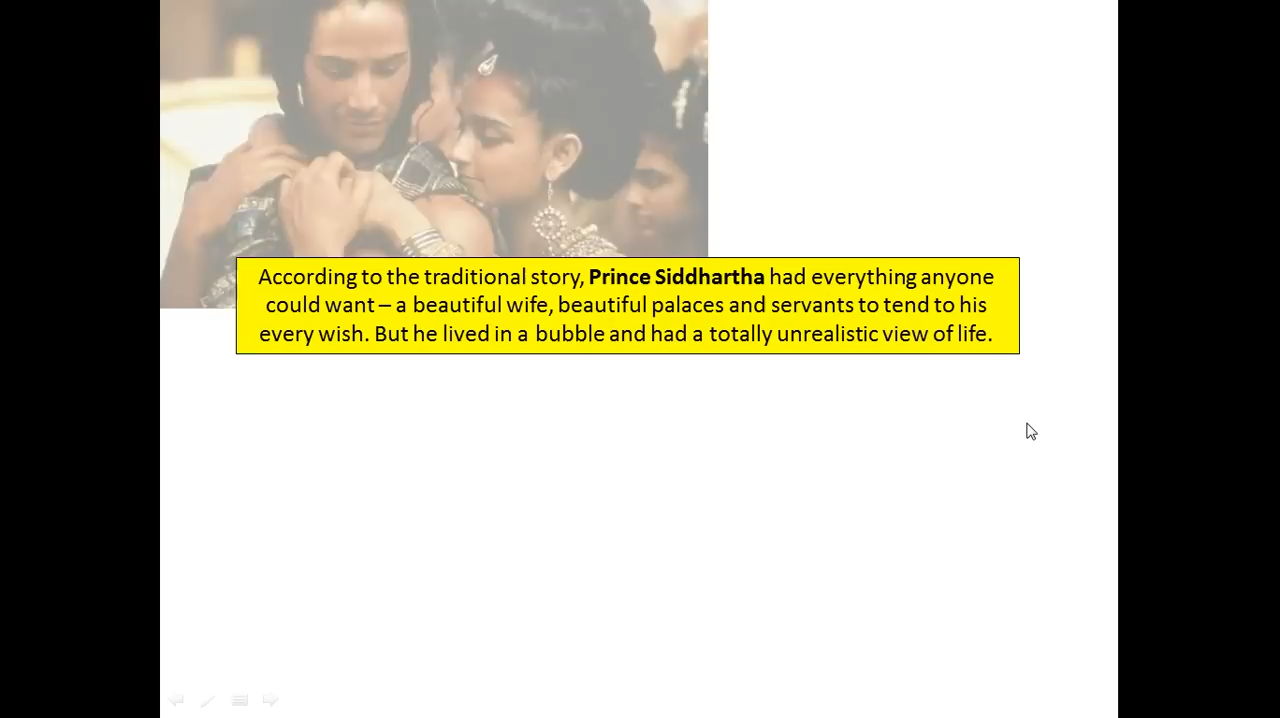 According to the traditional story, Prince Siddhartha had everything anyone
could want – a beautiful wife, beautiful palaces and servants to tend to his
every wish. But he lived in a bubble and had a totally unrealistic view of life.